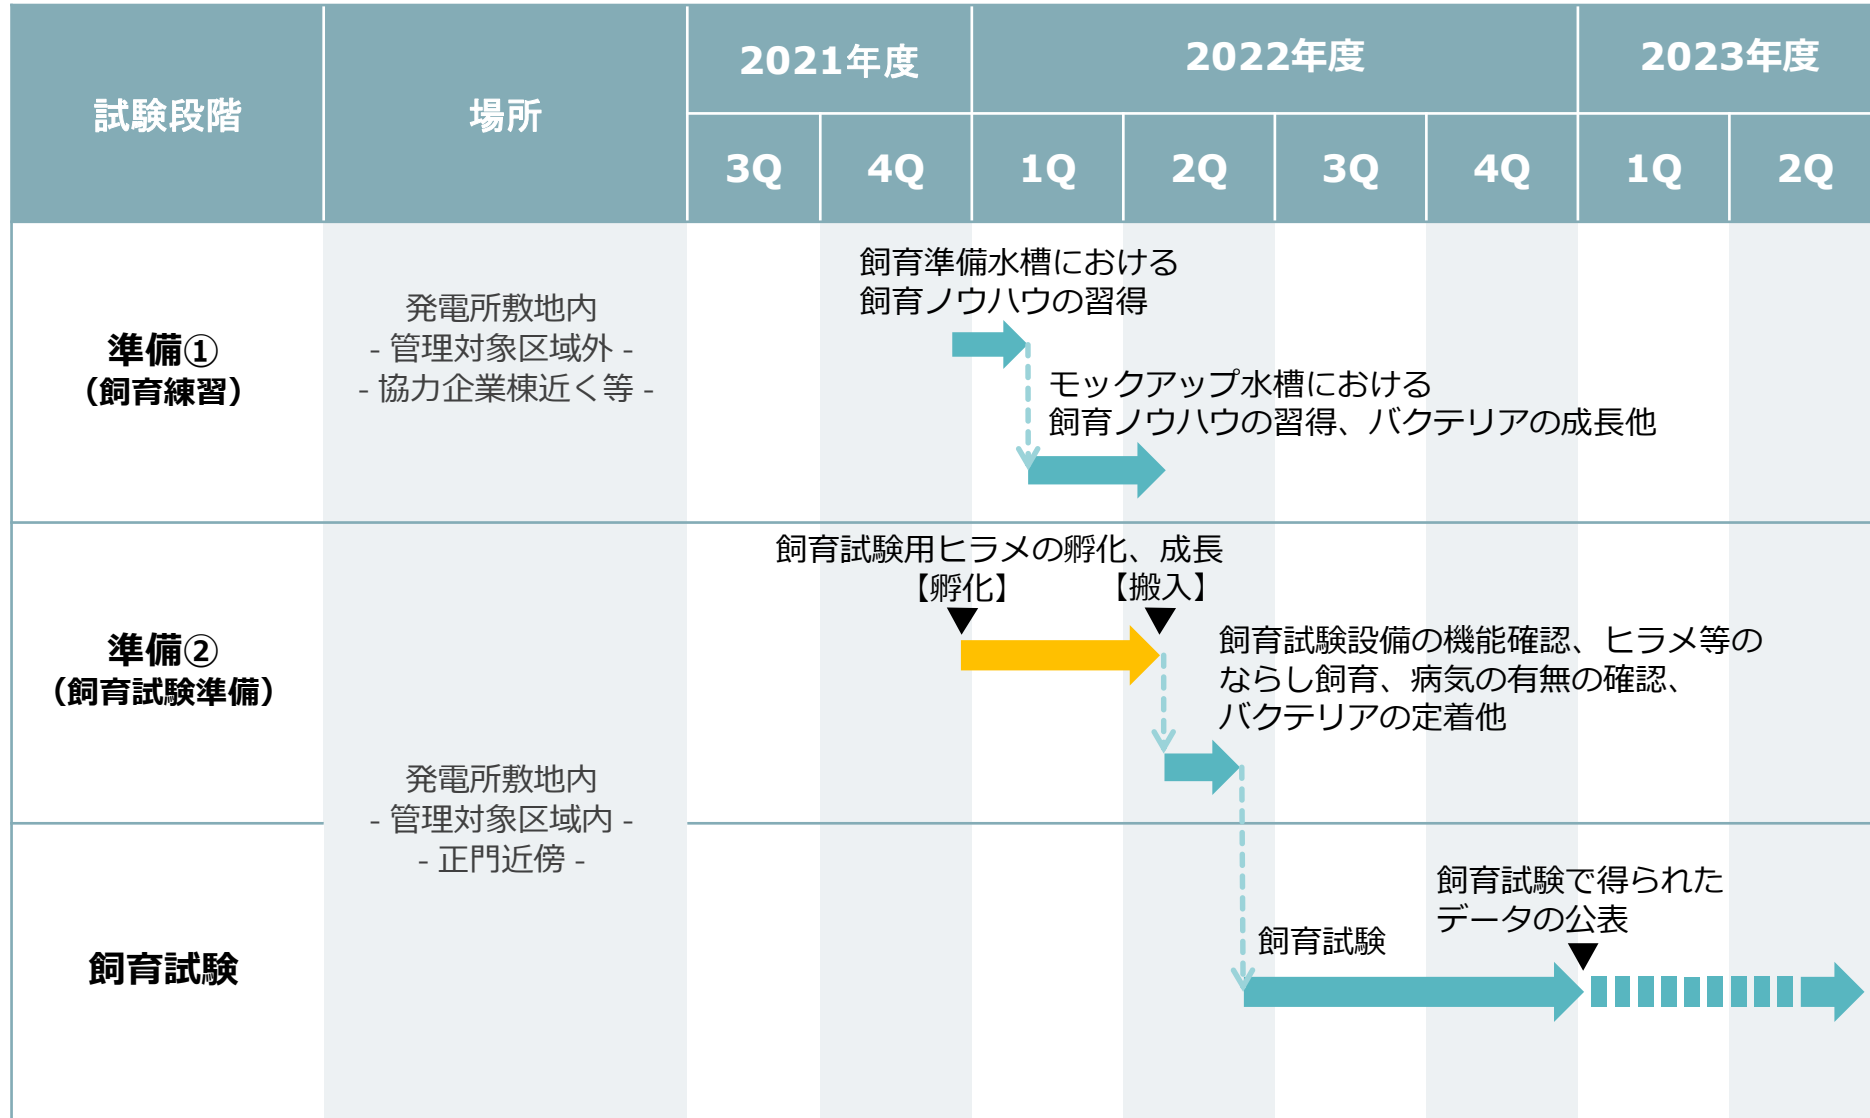 試験段階
場所
2021年度
2022年度
2023年度
3Q
4Q
1Q
2Q
3Q
4Q
1Q
2Q
準備①
（飼育練習）
発電所敷地内
- 管理対象区域外 -
- 協力企業棟近く等 -
飼育準備水槽における
飼育ノウハウの習得
モックアップ水槽における
飼育ノウハウの習得、バクテリアの成長他
準備②
（飼育試験準備）
飼育試験用ヒラメの孵化、成長
【孵化】
【搬入】
飼育試験設備の機能確認、ヒラメ等の
ならし飼育、病気の有無の確認、
バクテリアの定着他
発電所敷地内
- 管理対象区域内 -
- 正門近傍 -
飼育試験
飼育試験で得られた
データの公表
飼育試験